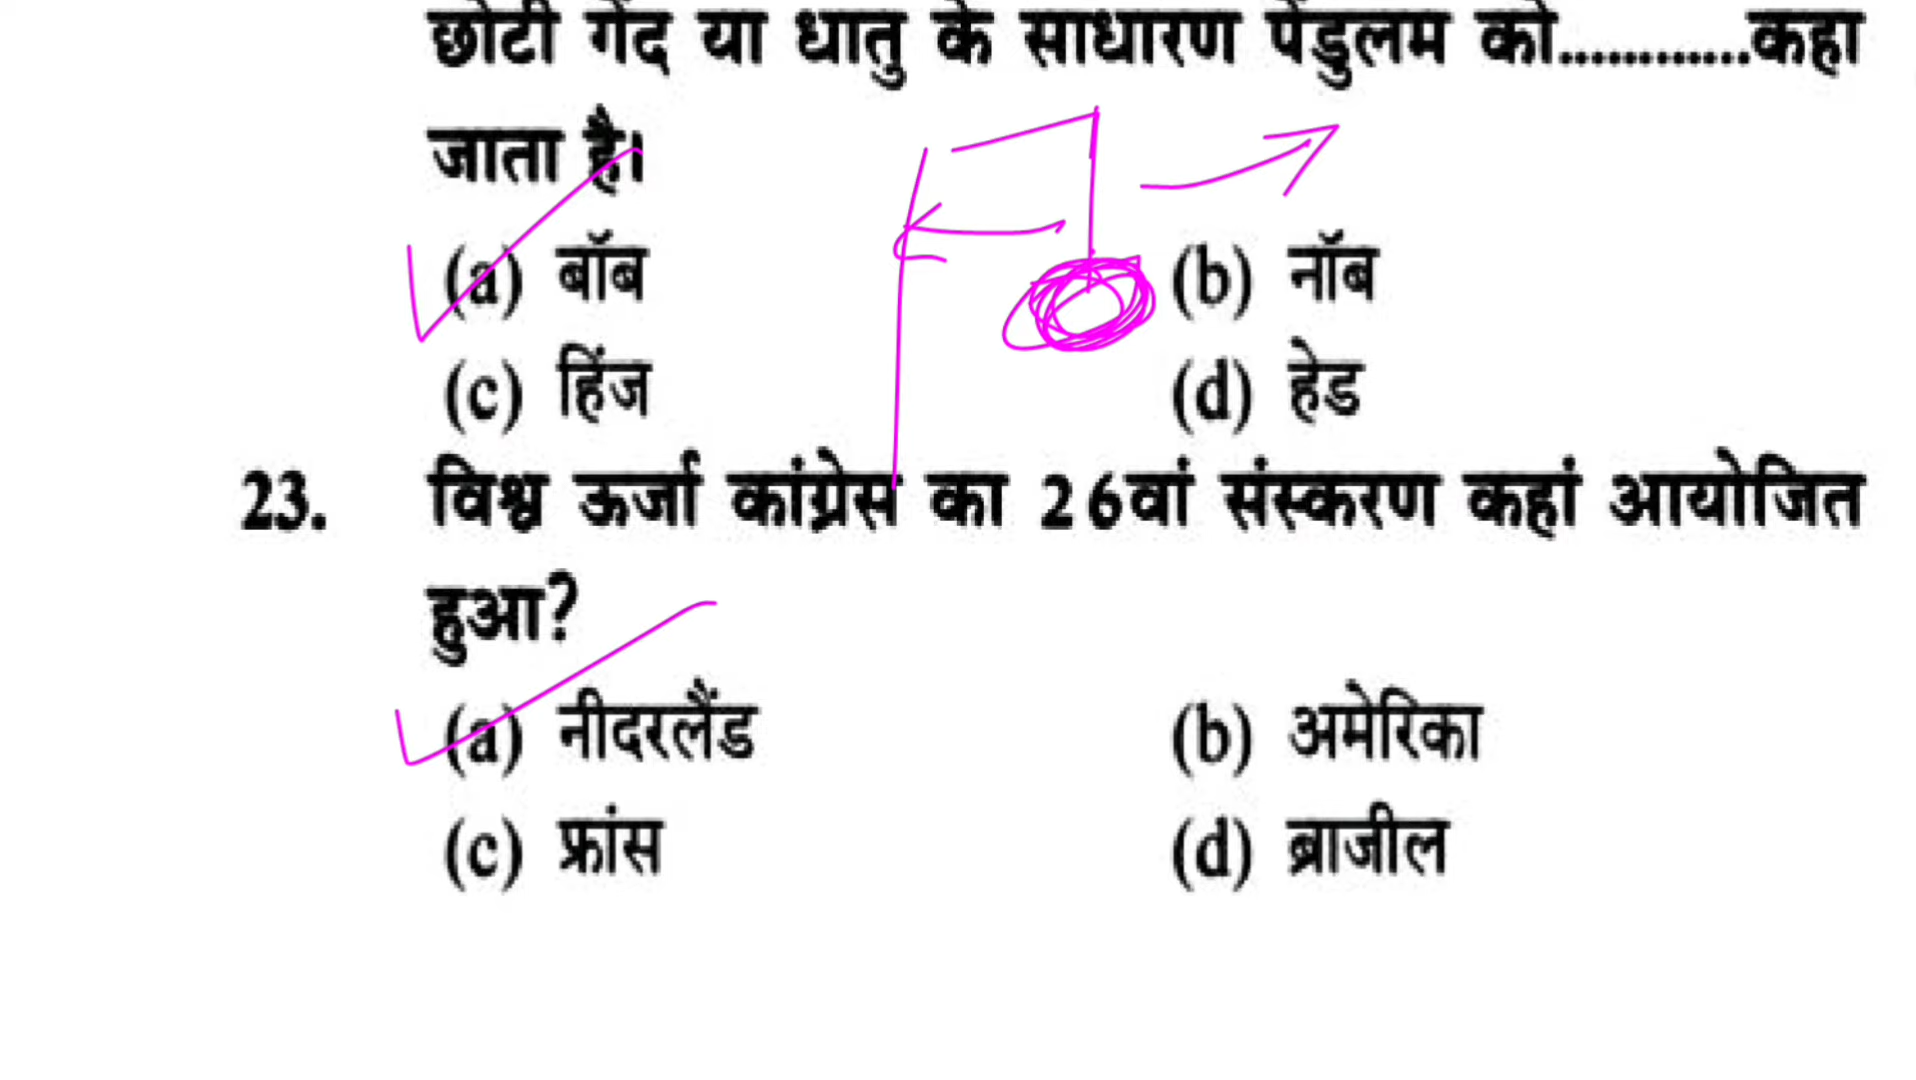 छोटी गेंद या धातु के साधारण पेंडुलम को............कहा
जाता है।
(a) बॉब (b) नॉब
(c) हिंज (d) हेड
23. विश्व ऊर्जा कांग्रेस का 26वां संस्करण कहां आयोजित
हुआ?
(a) नीदरलैंड (b) अमेरिका
(c) फ्रांस (d) ब्राजील